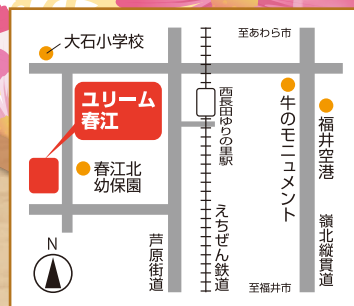 大石小学校
至あわら市
ユリーム
春江
西長田ゆりの里駅
牛のモニュメント
福井空港
春江北
幼保園
えちぜん鉄道
嶺北縦貫道
芦原街道
N
至福井市